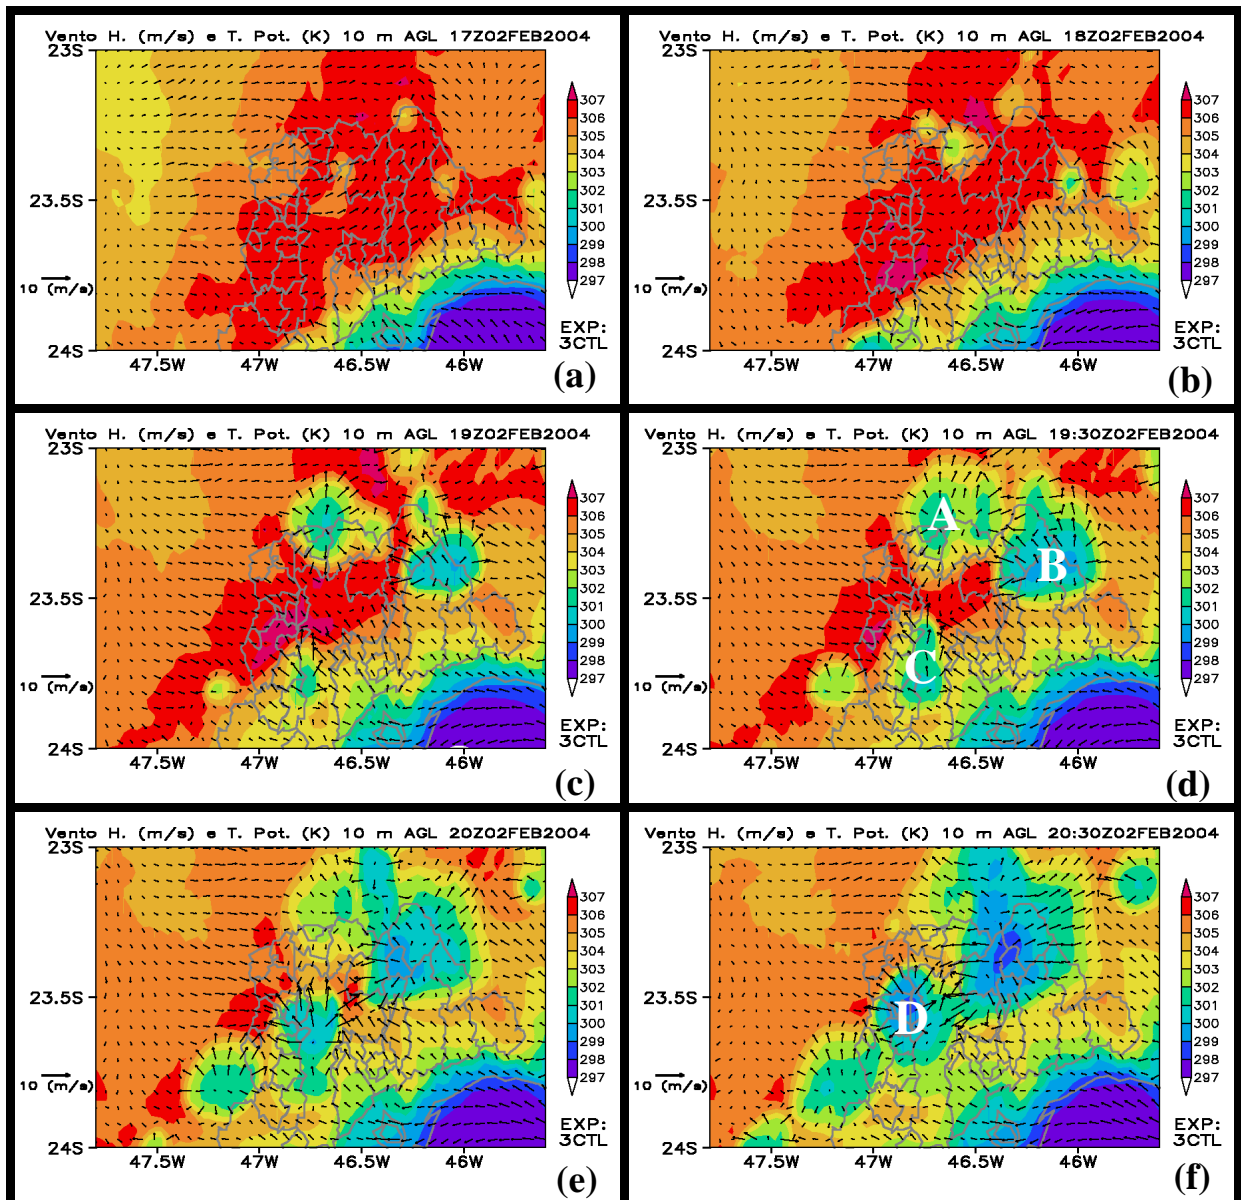 Vento H. (m/s) e T. Pot. (K) 10 m AGL 17Z02FEB2004
23S
23.5S
24S
47.5W 47W 46.5W 46W
10 (m/s)
307
306
305
304
303
302
301
300
299
298
297
EXP:
3CTL
(a)
Vento H. (m/s) e T. Pot. (K) 10 m AGL 18Z02FEB2004
23S
23.5S
24S
47.5W 47W 46.5W 46W
10 (m/s)
307
306
305
304
303
302
301
300
299
298
297
EXP:
3CTL
(b)
Vento H. (m/s) e T. Pot. (K) 10 m AGL 19Z02FEB2004
23S
23.5S
24S
47.5W 47W 46.5W 46W
10 (m/s)
307
306
305
304
303
302
301
300
299
298
297
EXP:
3CTL
(c)
Vento H. (m/s) e T. Pot. (K) 10 m AGL 19:30Z02FEB2004
23S
23.5S
24S
47.5W 47W 46.5W 46W
10 (m/s)
A
B
C
307
306
305
304
303
302
301
300
299
298
297
EXP:
3CTL
(d)
Vento H. (m/s) e T. Pot. (K) 10 m AGL 20Z02FEB2004
23S
23.5S
24S
47.5W 47W 46.5W 46W
10 (m/s)
307
306
305
304
303
302
301
300
299
298
297
EXP:
3CTL
(e)
Vento H. (m/s) e T. Pot. (K) 10 m AGL 20:30Z02FEB2004
23S
23.5S
24S
47.5W 47W 46.5W 46W
10 (m/s)
D
307
306
305
304
303
302
301
300
299
298
297
EXP:
3CTL
(f)